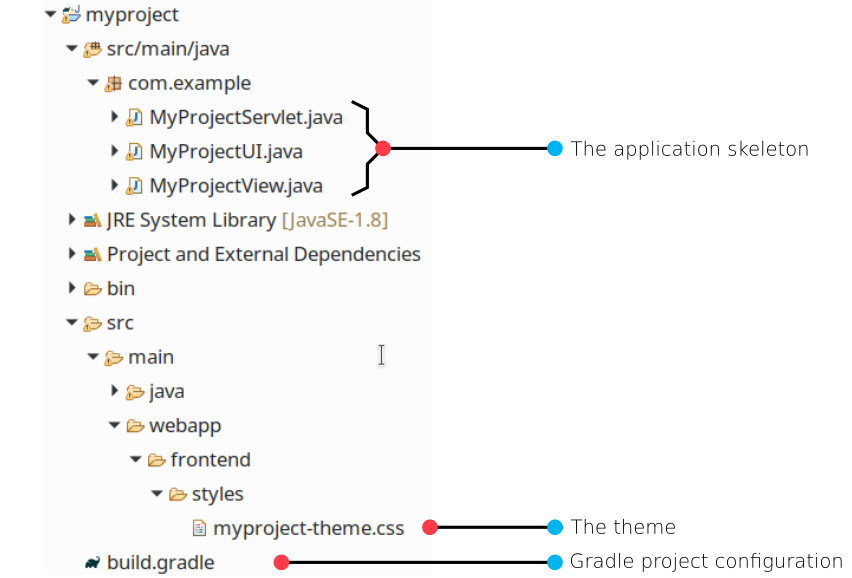 myproject
src/main/java
com.example
MyProjectServlet.java
MyProjectUI.java The application skeleton
MyProjectView.java
JRE System Library [JavaSE-1.8]
Project and External Dependencies
bin
src
main
java
webapp
frontend
styles
myproject-theme.css The theme
build.gradle Gradle project configuration